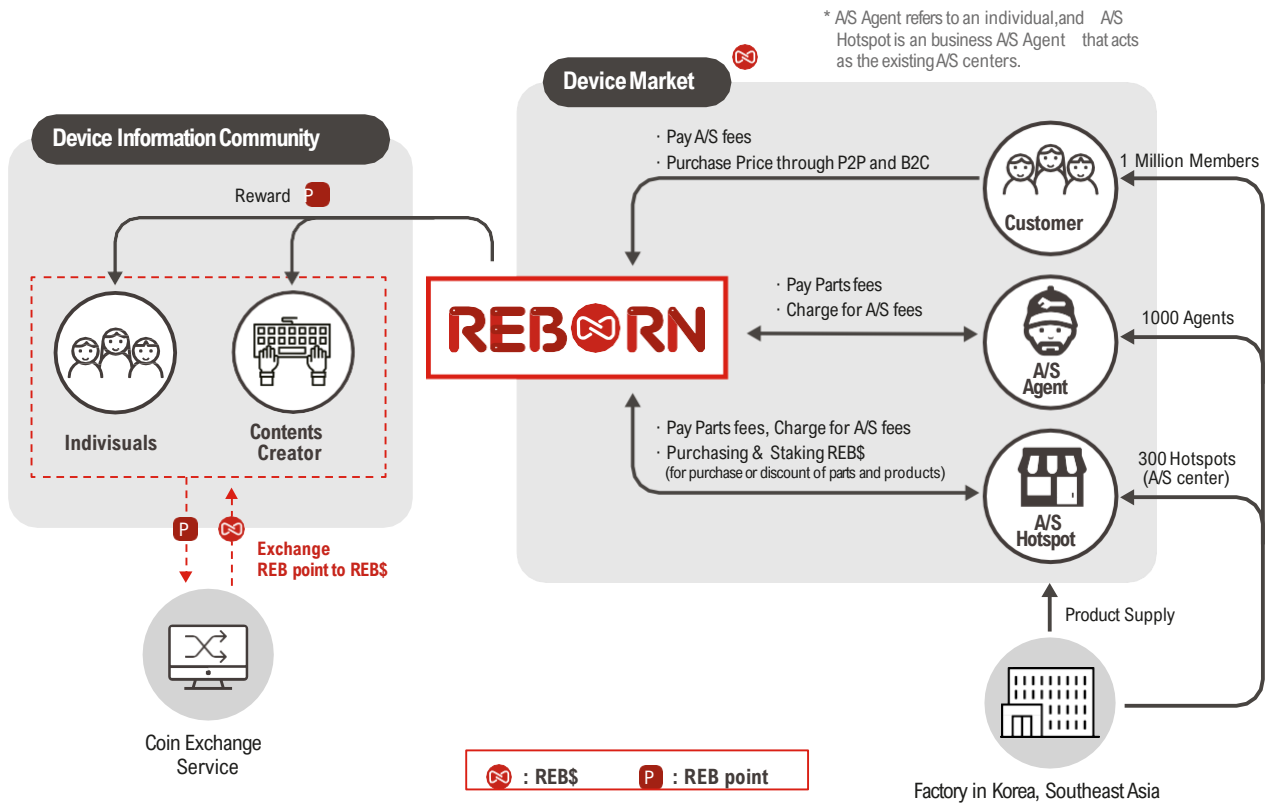 * A/S Agent refers to an individual,and A/S
Hotspot is an business A/S Agent that acts
as the existing A/S centers.
Device Market
Device Information Community
· Pay A/S fees
· Purchase Price through P2P and B2C
1 Million Members
Customer
Reward P
REBORN
· Pay Parts fees
· Charge for A/S fees
1000 Agents
A/S
Agent
Indivisuals
Contents
Creator
· Pay Parts fees, Charge for A/S fees
· Purchasing & Staking REB$
(for purchase or discount of parts and products)
300 Hotspots
(A/S center)
A/S
Hotspot
P
Exchange
REB point to REB$
Product Supply
Coin Exchange
Service
: REB$
P : REB point
Factory in Korea, Southeast Asia